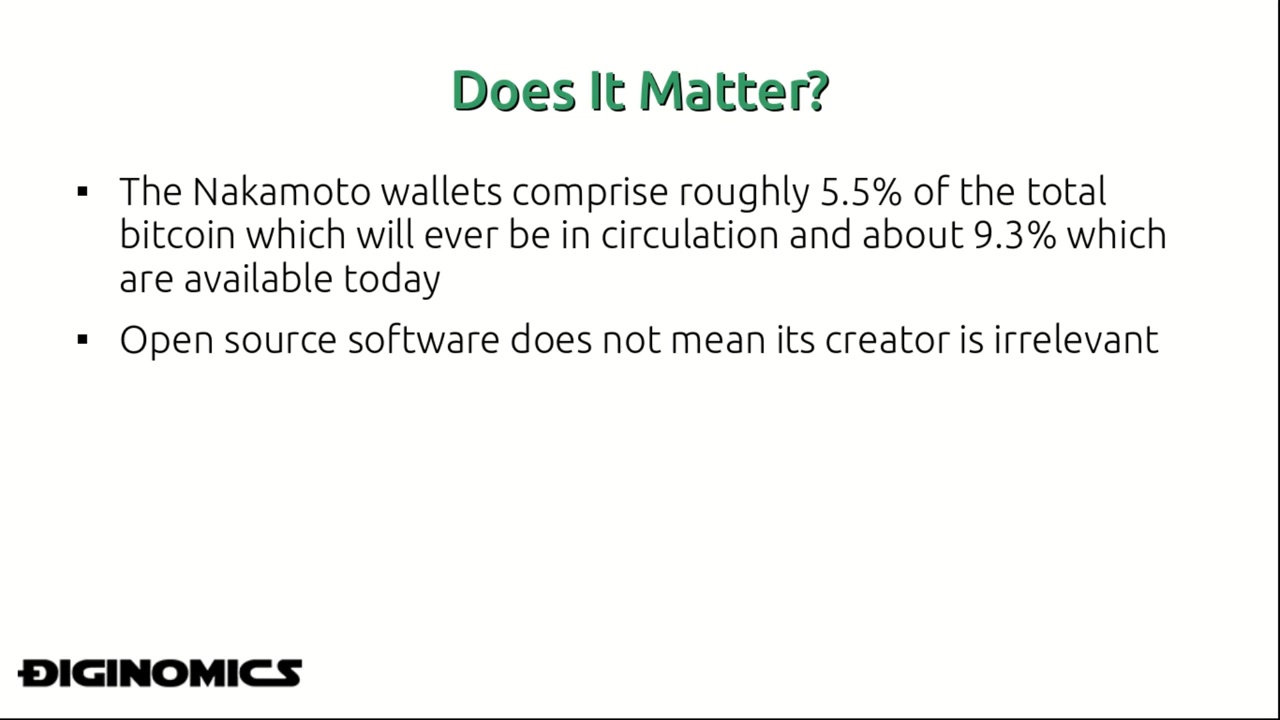 Does It Matter?
▪ The Nakamoto wallets comprise roughly 5.5% of the total
bitcoin which will ever be in circulation and about 9.3% which
are available today
▪ Open source software does not mean its creator is irrelevant
ĐIGINOMICS